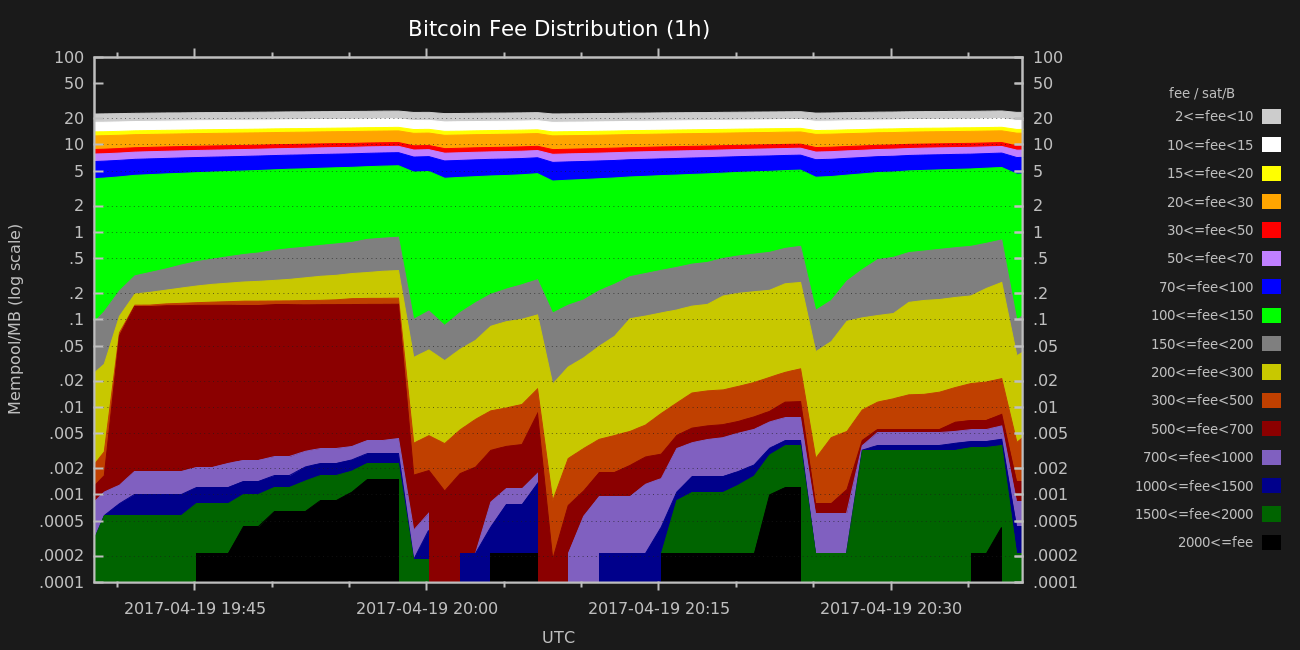 Bitcoin Fee Distribution (1h)
100 100
50 50
20 20
10 10
5 5
2 2
1 1
.5 .5
.2 .2
.1 .1
.05 .05
.02 .02
.01 .01
.005 .005
.002 .002
.001 .001
.0005 .0005
.0002 .0002
.0001 .0001
Mempool/MB (log scale)
2017-04-19 19:45 2017-04-19 20:00 2017-04-19 20:15 2017-04-19 20:30
UTC
fee / sat/B
2<=fee<10
10<=fee<15
15<=fee<20
20<=fee<30
30<=fee<50
50<=fee<70
70<=fee<100
100<=fee<150
150<=fee<200
200<=fee<300
300<=fee<500
500<=fee<700
700<=fee<1000
1000<=fee<1500
1500<=fee<2000
2000<=fee